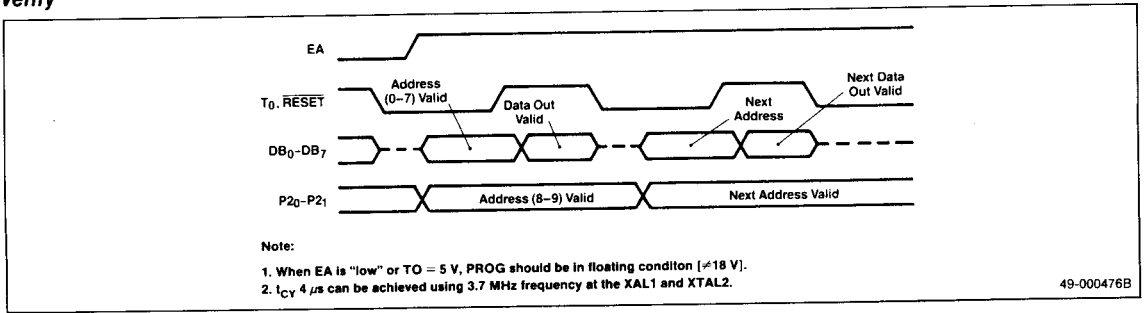 Verify
EA
T0, RESET
Address
(0–7) Valid
Data Out
Valid
Next
Address
Next Data
Out Valid
DB0-DB7
P20-P21
Address (8–9) Valid
Next Address Valid
Note:
1. When EA is "low" or TO = 5 V, PROG should be in floating conditon [≠18 V].
2. tCY 4 µs can be achieved using 3.7 MHz frequency at the XAL1 and XTAL2.
49-000476B